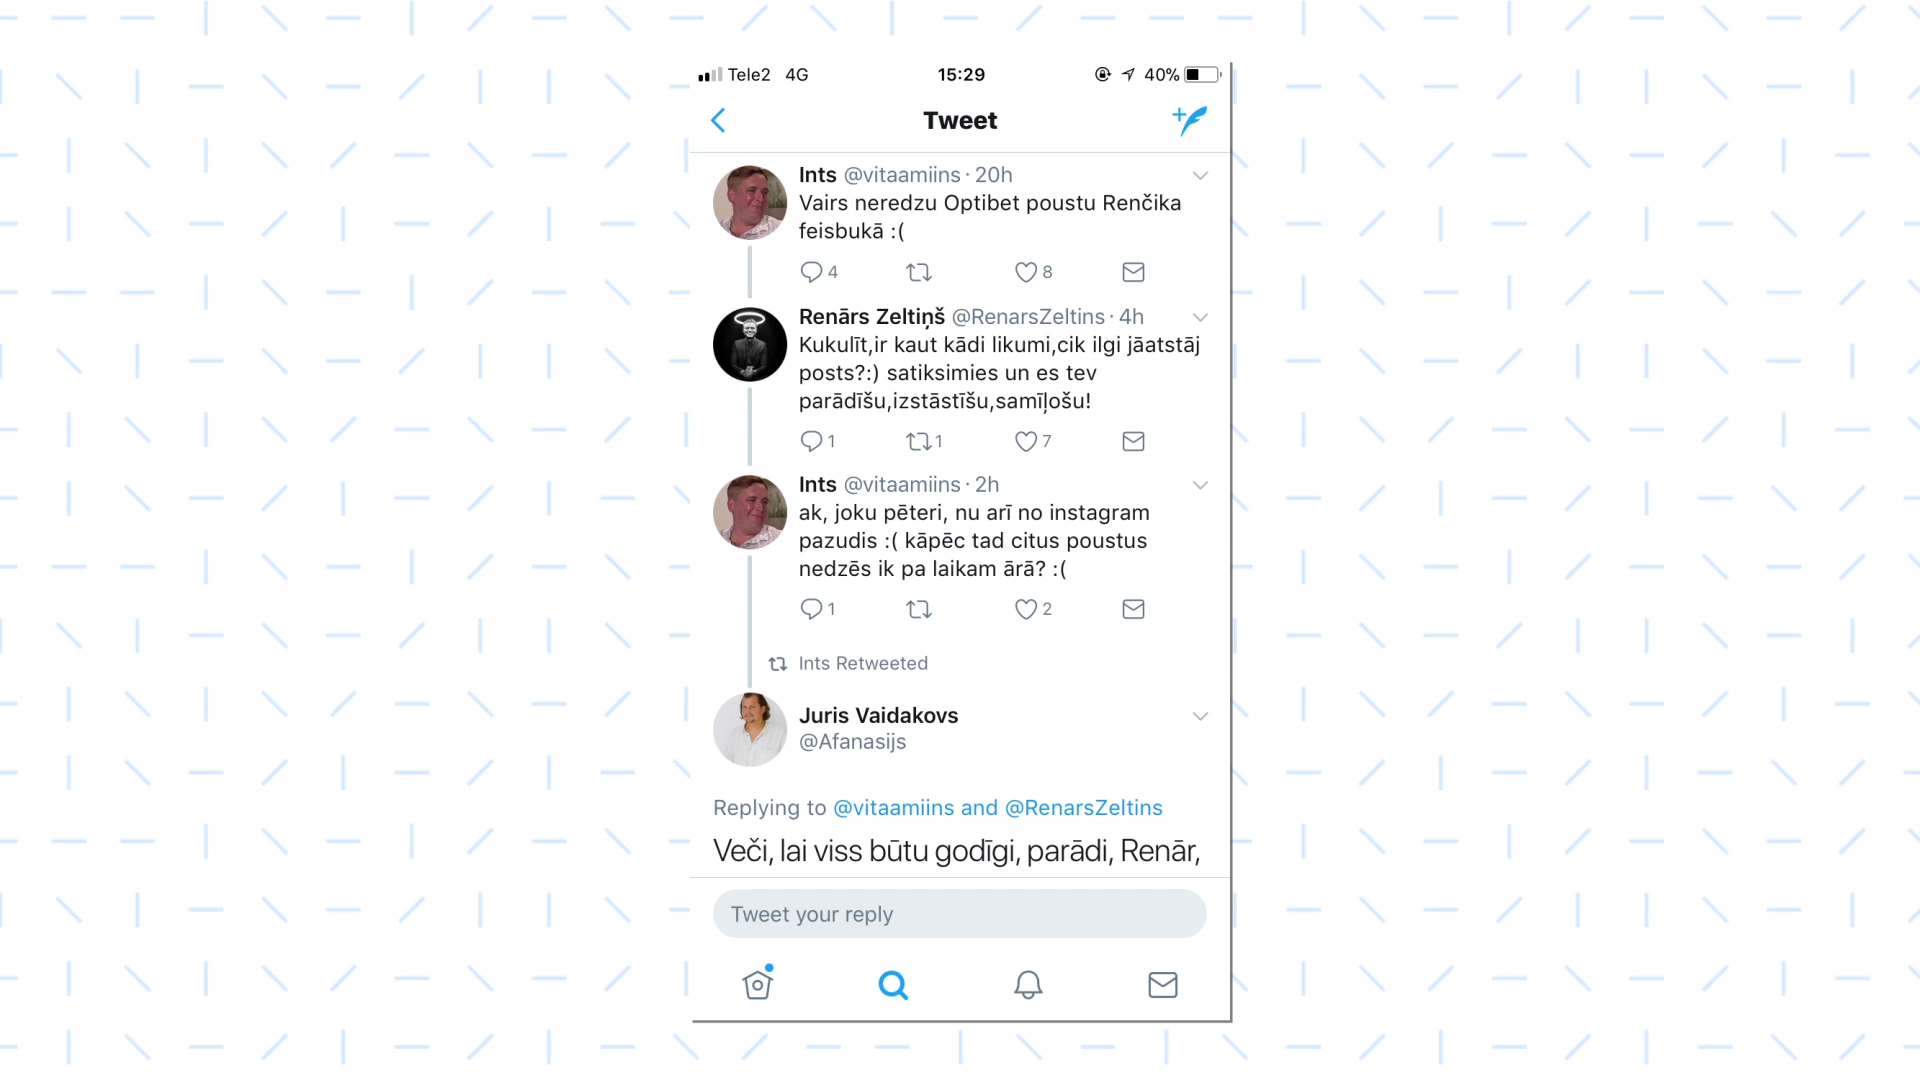 Tele2 4G 15:29 40%
Tweet
Ints @vitaamiins · 20h
Vairs neredzu Optibet poustu Renčika
feisbukā :(
4 8
Renārs Zeltiņš @RenarsZeltins · 4h
Kukulīt,ir kaut kādi likumi,cik ilgi jāatstāj
posts?:) satiksimies un es tev
parādīšu,izstāstīšu,samīļošu!
1 1 7
Ints @vitaamiins · 2h
ak, joku pēteri, nu arī no instagram
pazudis :( kāpēc tad citus poustus
nedzēs ik pa laikam ārā? :(
1 2
Ints Retweeted
Juris Vaidakovs
@Afanasijs
Replying to @vitaamiins and @RenarsZeltins
Veči, lai viss būtu godīgi, parādi, Renār,
Tweet your reply